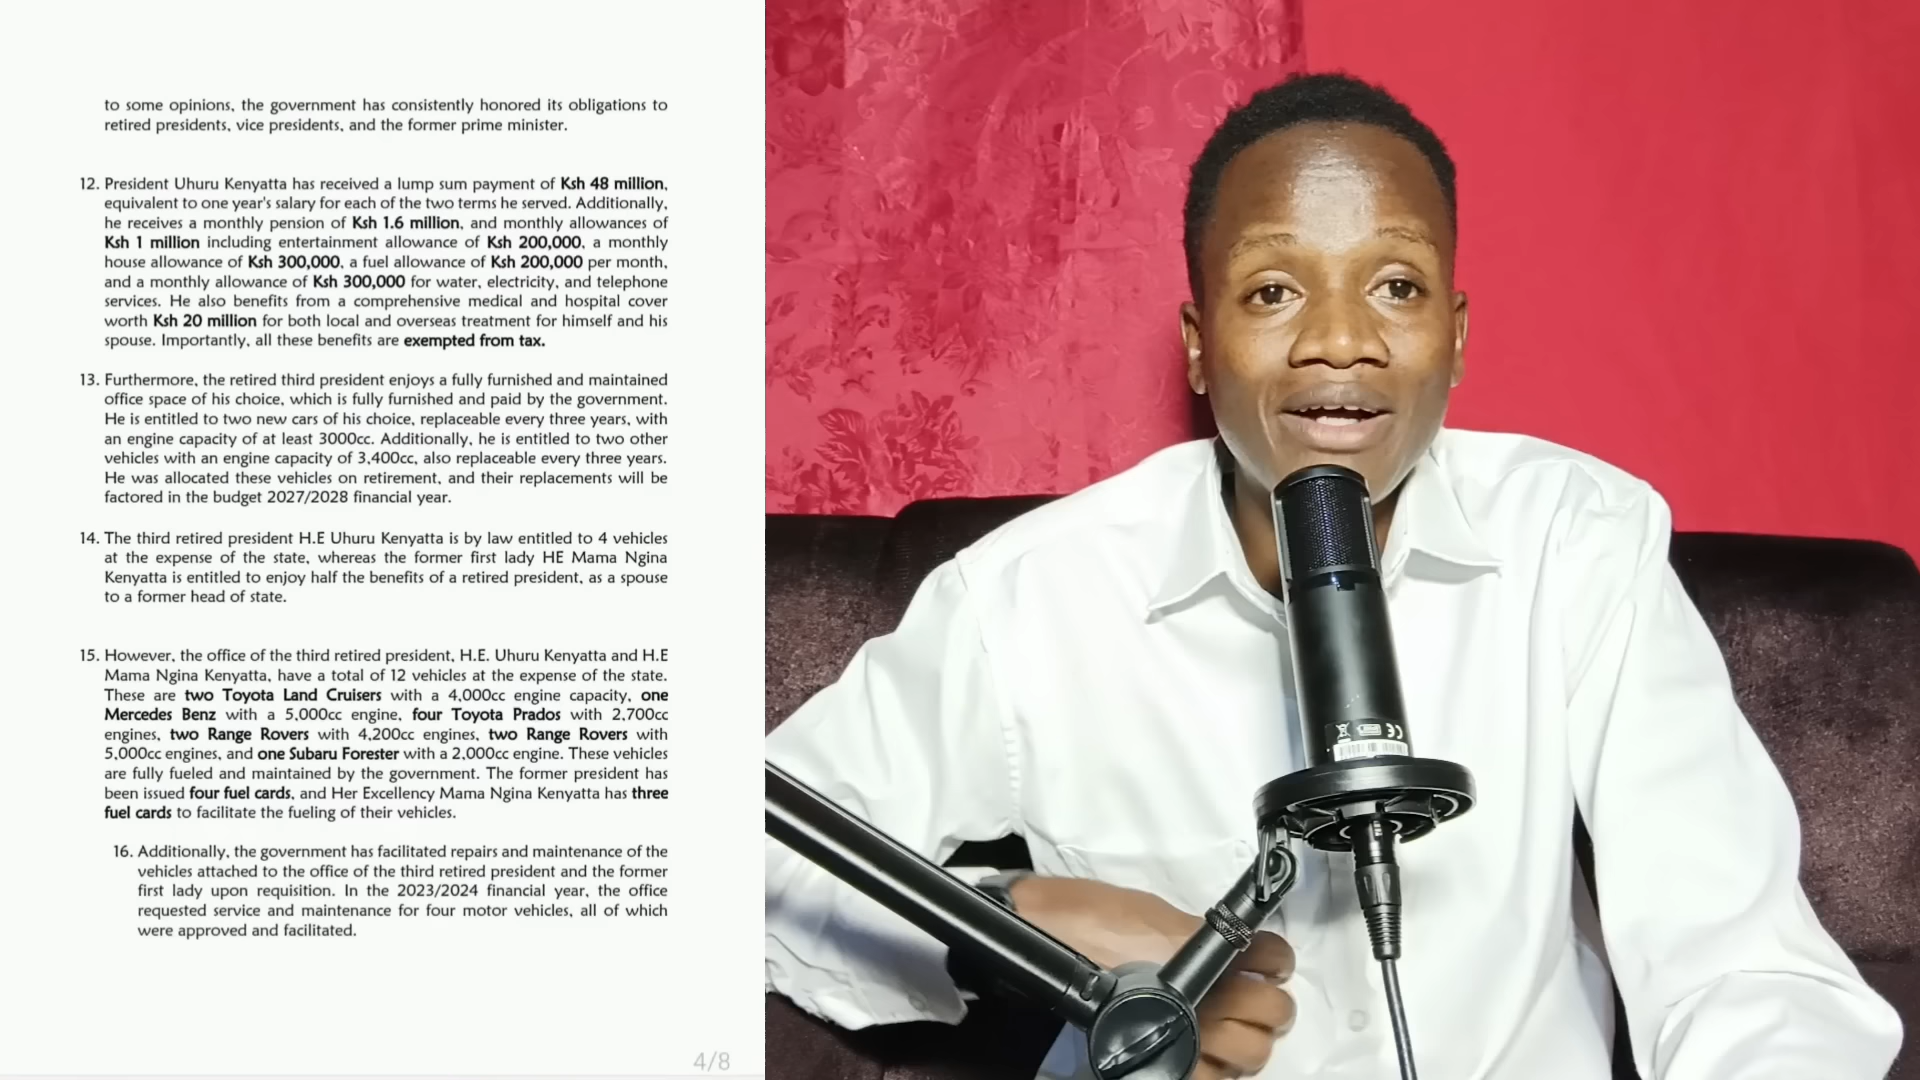 to some opinions, the government has consistently honored its obligations to
retired presidents, vice presidents, and the former prime minister.
12. President Uhuru Kenyatta has received a lump sum payment of Ksh 48 million,
equivalent to one year's salary for each of the two terms he served. Additionally,
he receives a monthly pension of Ksh 1.6 million, and monthly allowances of
Ksh 1 million including entertainment allowance of Ksh 200,000, a monthly
house allowance of Ksh 300,000, a fuel allowance of Ksh 200,000 per month,
and a monthly allowance of Ksh 300,000 for water, electricity, and telephone
services. He also benefits from a comprehensive medical and hospital cover
worth Ksh 20 million for both local and overseas treatment for himself and his
spouse. Importantly, all these benefits are exempted from tax.
13. Furthermore, the retired third president enjoys a fully furnished and maintained
office space of his choice, which is fully furnished and paid by the government.
He is entitled to two new cars of his choice, replaceable every three years, with
an engine capacity of at least 3000cc. Additionally, he is entitled to two other
vehicles with an engine capacity of 3,400cc, also replaceable every three years.
He was allocated these vehicles on retirement, and their replacements will be
factored in the budget 2027/2028 financial year.
14. The third retired president H.E Uhuru Kenyatta is by law entitled to 4 vehicles
at the expense of the state, whereas the former first lady HE Mama Ngina
Kenyatta is entitled to enjoy half the benefits of a retired president, as a spouse
to a former head of state.
15. However, the office of the third retired president, H.E. Uhuru Kenyatta and H.E
Mama Ngina Kenyatta, have a total of 12 vehicles at the expense of the state.
These are two Toyota Land Cruisers with a 4,000cc engine capacity, one
Mercedes Benz with a 5,000cc engine, four Toyota Prados with 2,700cc
engines, two Range Rovers with 4,200cc engines, two Range Rovers with
5,000cc engines, and one Subaru Forester with a 2,000cc engine. These vehicles
are fully fueled and maintained by the government. The former president has
been issued four fuel cards, and Her Excellency Mama Ngina Kenyatta has three
fuel cards to facilitate the fueling of their vehicles.
16. Additionally, the government has facilitated repairs and maintenance of the
vehicles attached to the office of the third retired president and the former
first lady upon requisition. In the 2023/2024 financial year, the office
requested service and maintenance for four motor vehicles, all of which
were approved and facilitated.
4/8
CE